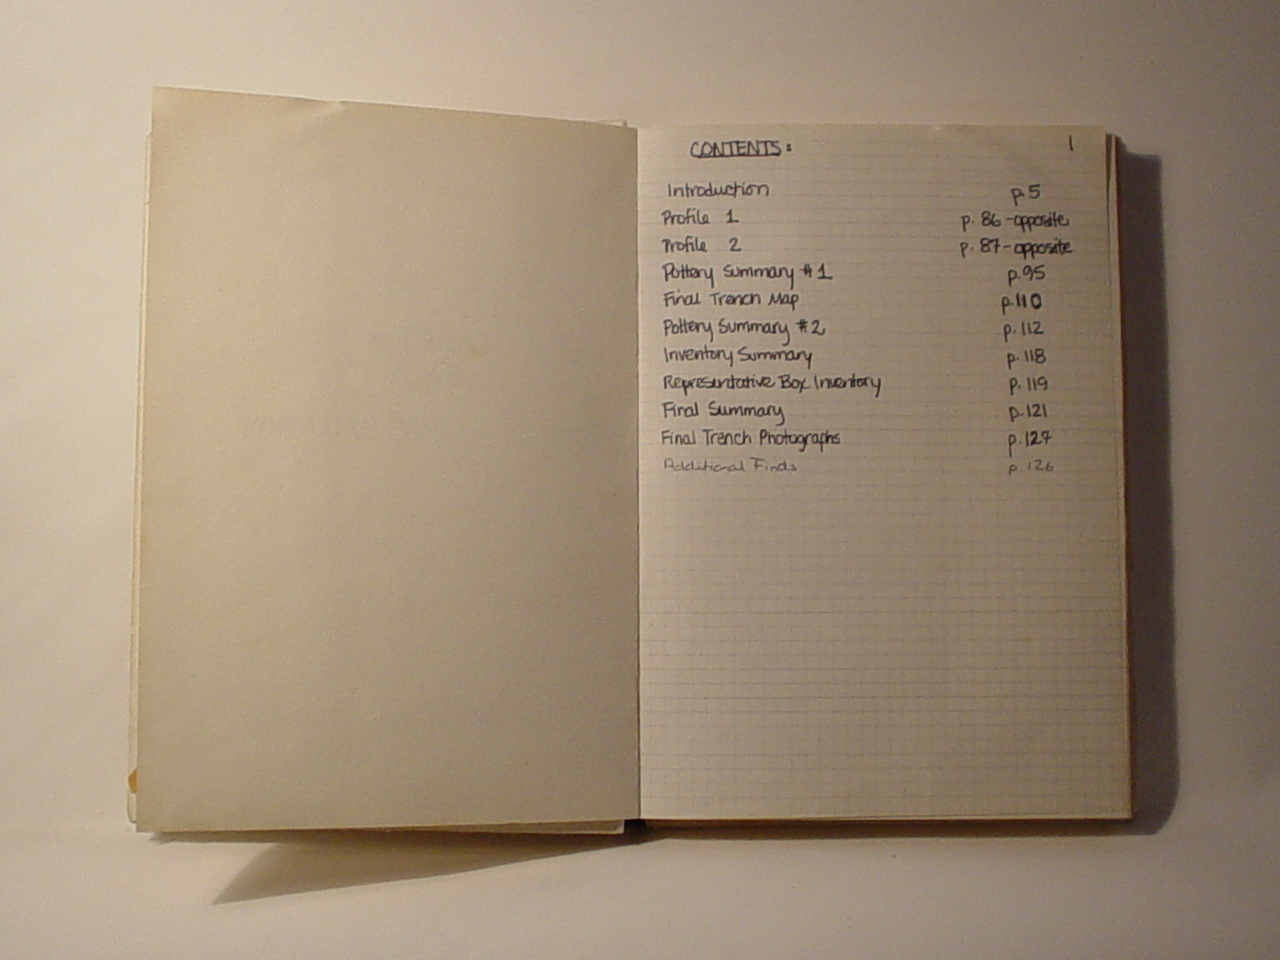 CONTENTS: 1
Introduction p.5
Profile 1 p. 86-opposite
Profile 2 p. 87-opposite
Pottery Summary #1 p.95
Final Trench Map p.110
Pottery Summary #2 p.112
Inventory Summary p.118
Representative Box Inventory p.119
Final Summary p.121
Final Trench Photographs p.127
Additional Finds p.126